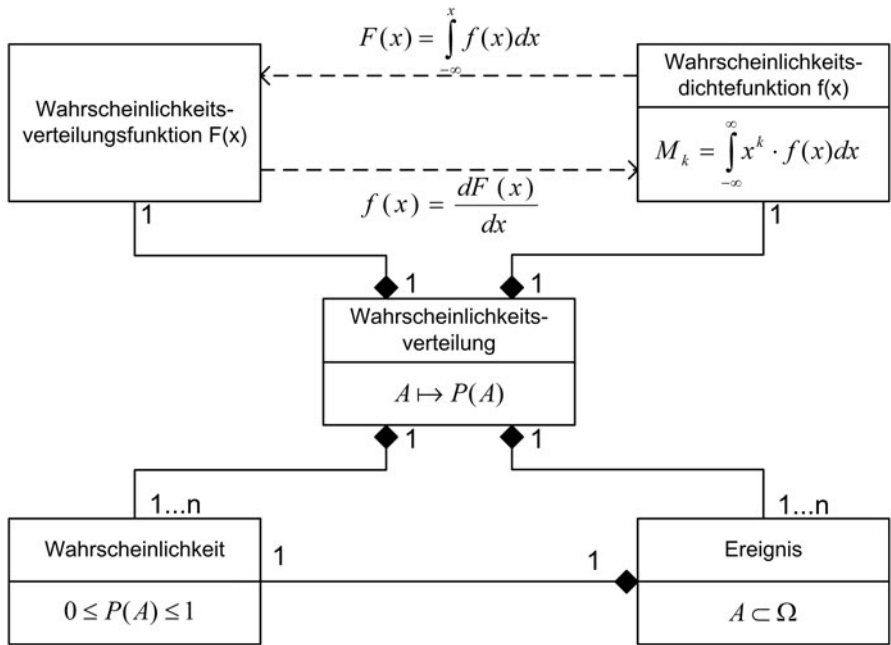 F(x) = ∫_{-∞}^{x} f(x)dx
Wahrscheinlichkeits-
verteilungsfunktion F(x)
Wahrscheinlichkeits-
dichtefunktion f(x)
M_k = ∫_{-∞}^{∞} x^k · f(x)dx
f(x) = dF(x)/dx
1
1
1
1
Wahrscheinlichkeits-
verteilung
A ↦ P(A)
1
1
1...n
1...n
Wahrscheinlichkeit
0 ≤ P(A) ≤ 1
1
1
Ereignis
A ⊂ Ω